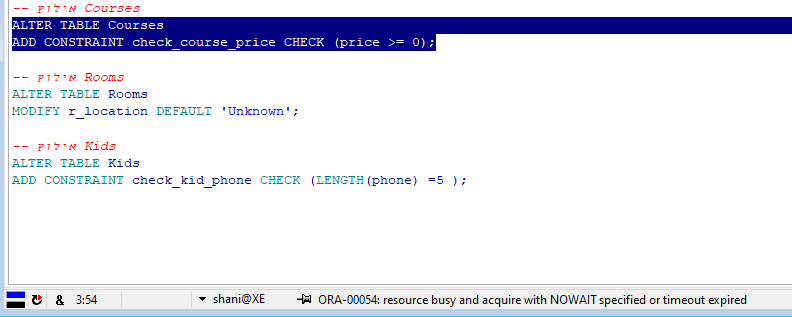 -- אילוץ Courses
ALTER TABLE Courses
ADD CONSTRAINT check_course_price CHECK (price >= 0);
-- אילוץ Rooms
ALTER TABLE Rooms
MODIFY r_location DEFAULT 'Unknown';
-- אילוץ Kids
ALTER TABLE Kids
ADD CONSTRAINT check_kid_phone CHECK (LENGTH(phone) =5 );
& 3:54 shani@XE ORA-00054: resource busy and acquire with NOWAIT specified or timeout expired